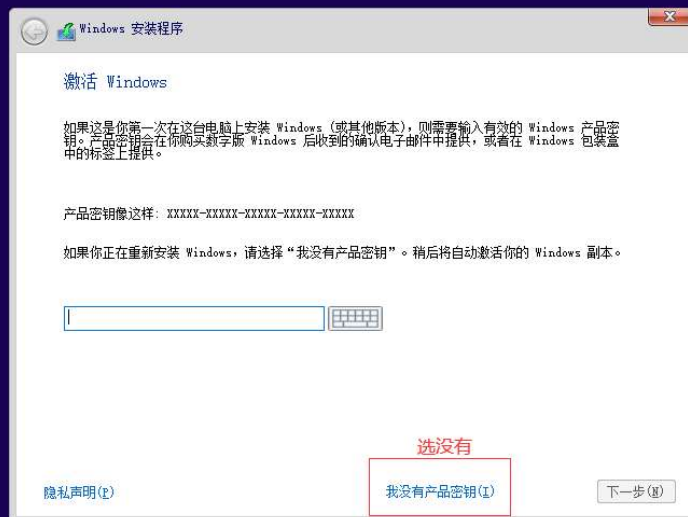 Windows 安装程序
激活 Windows
如果这是你第一次在这台电脑上安装 Windows (或其他版本)，则需要输入有效的 Windows 产品密
钥。产品密钥会在你购买数字版 Windows 后收到的确认电子邮件中提供，或者在 Windows 包装盒
中的标签上提供。
产品密钥像这样: XXXXX-XXXXX-XXXXX-XXXXX-XXXXX
如果你正在重新安装 Windows，请选择“我没有产品密钥”。稍后将自动激活你的 Windows 副本。
选没有
隐私声明(P) 我没有产品密钥(I) 下一步(N)